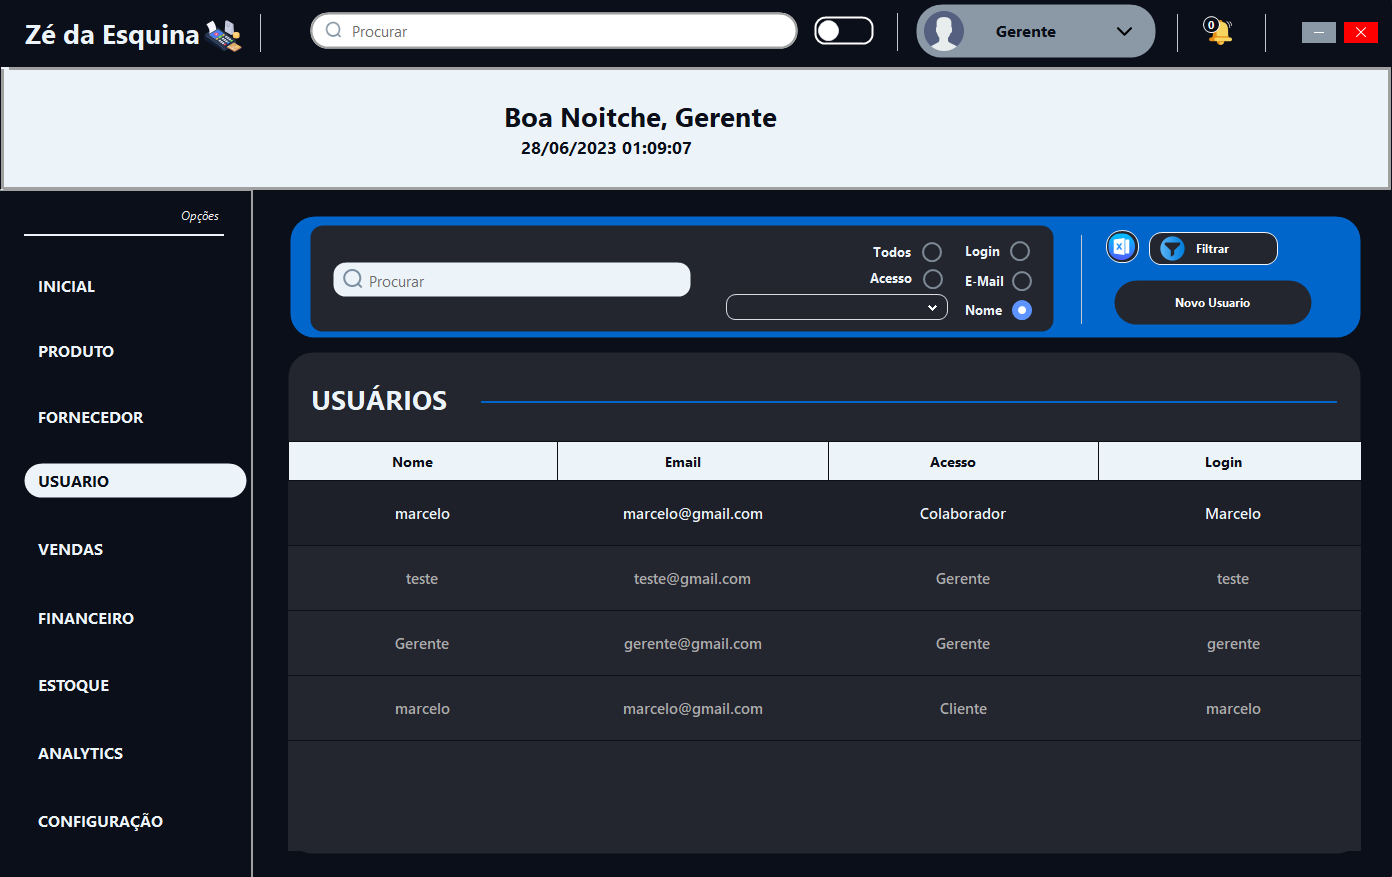 Zé da Esquina
Procurar
Gerente
0
Boa Noitche, Gerente
28/06/2023 01:09:07
Opções
INICIAL
PRODUTO
FORNECEDOR
USUARIO
VENDAS
FINANCEIRO
ESTOQUE
ANALYTICS
CONFIGURAÇÃO
Procurar
Todos
Login
Acesso
E-Mail
Nome
Filtrar
Novo Usuario
USUÁRIOS
Nome Email Acesso Login
marcelo marcelo@gmail.com Colaborador Marcelo
teste teste@gmail.com Gerente teste
Gerente gerente@gmail.com Gerente gerente
marcelo marcelo@gmail.com Cliente marcelo